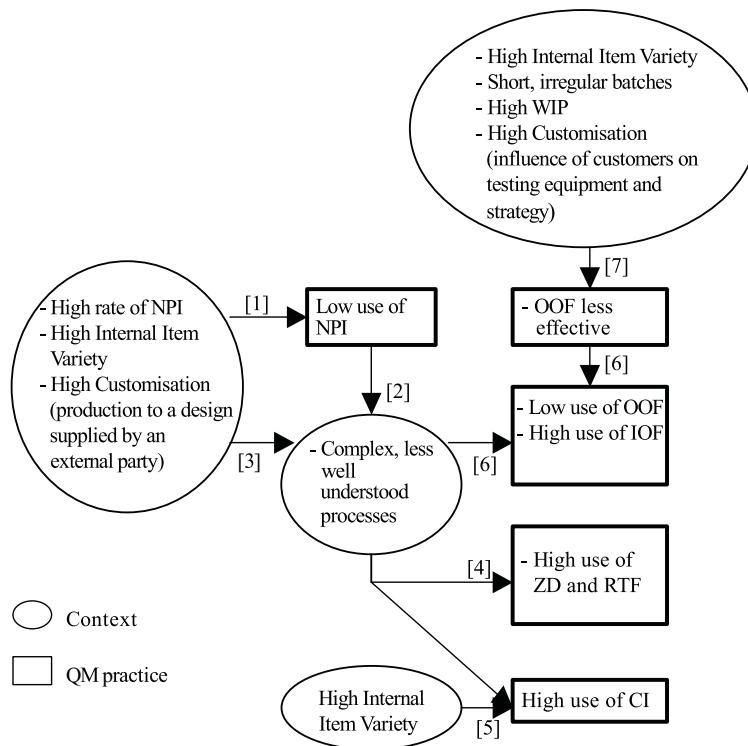 - High Internal Item Variety
- Short, irregular batches
- High WIP
- High Customisation
(influence of customers on
testing equipment and
strategy)
[7]
- High rate of NPI
- High Internal Item
Variety
- High Customisation
(production to a design
supplied by an
external party)
[1]
Low use of
NPI
- OOF less
effective
[6]
[2]
[3]
- Complex, less
well
understood
processes
[6]
- Low use of OOF
- High use of IOF
[4]
- High use of
ZD and RTF
Context
QM practice
High Internal
Item Variety
[5]
High use of CI